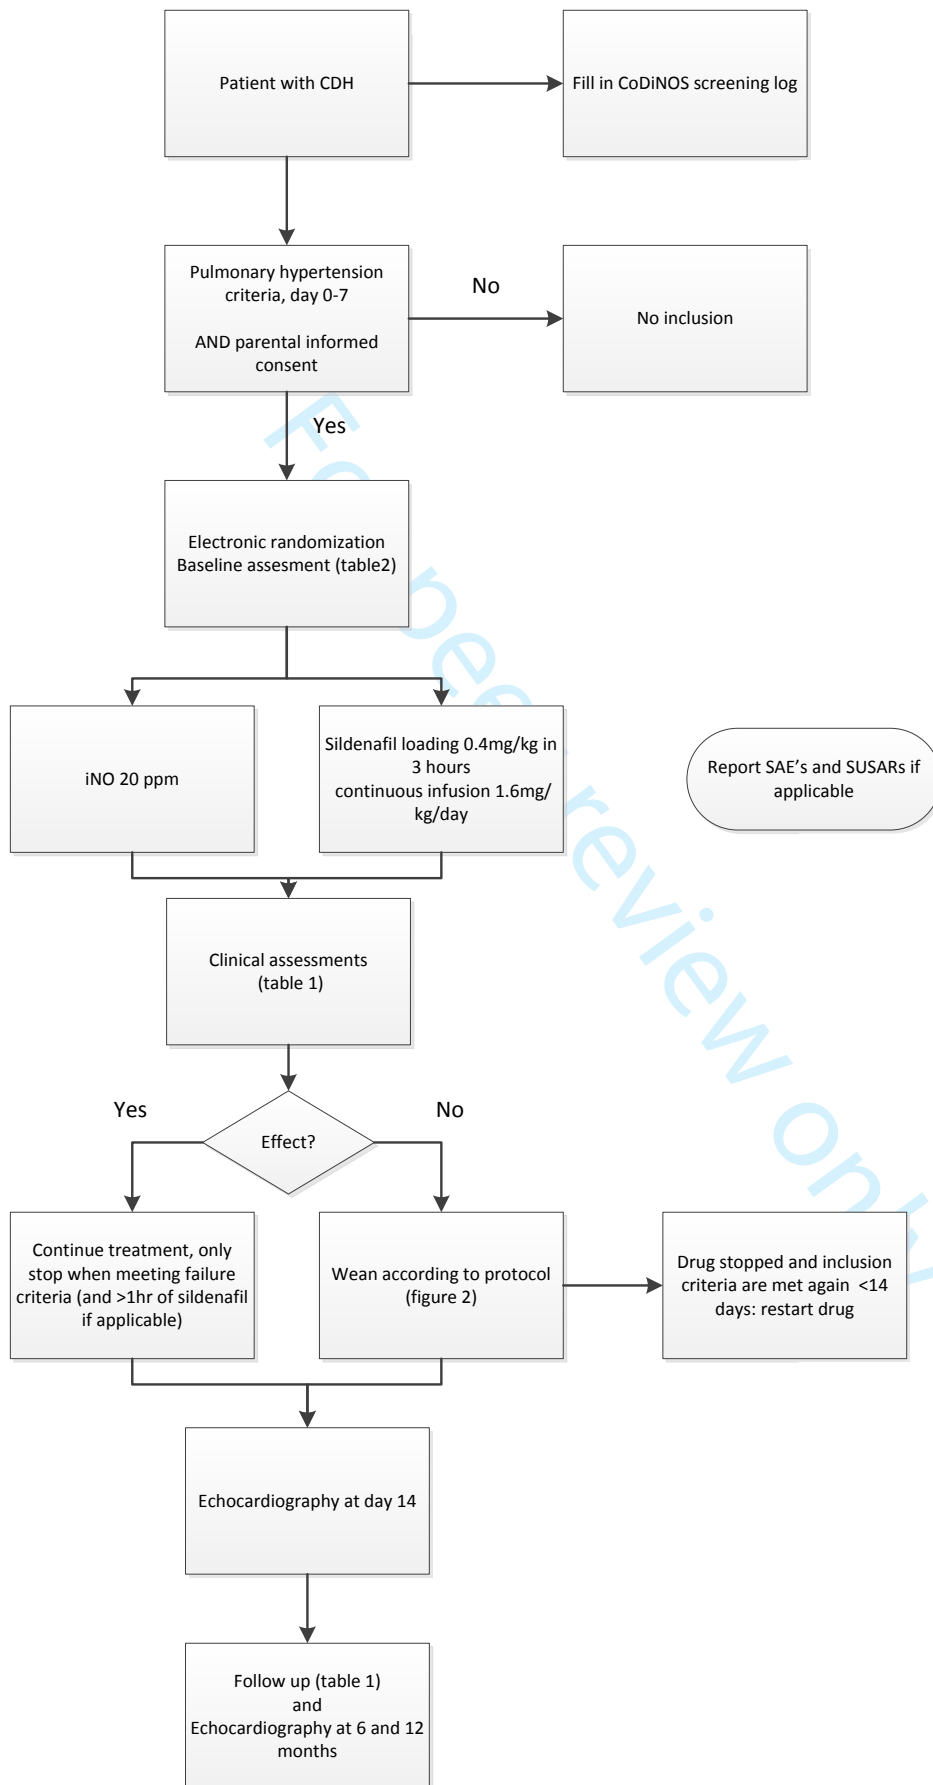 Patient with CDH
Fill in CoDiNOS screening log
Pulmonary hypertension
criteria, day 0-7
AND parental informed
consent
No
No inclusion
Yes
Electronic randomization
Baseline assesment (table2)
iNO 20 ppm
Sildenafil loading 0.4mg/kg in
3 hours
continuous infusion 1.6mg/
kg/day
Report SAE's and SUSARs if
applicable
Clinical assessments
(table 1)
Yes
No
Effect?
Continue treatment, only
stop when meeting failure
criteria (and >1hr of sildenafil
if applicable)
Wean according to protocol
(figure 2)
Drug stopped and inclusion
criteria are met again <14
days: restart drug
Echocardiography at day 14
Follow up (table 1)
and
Echocardiography at 6 and 12
months
For peer review only